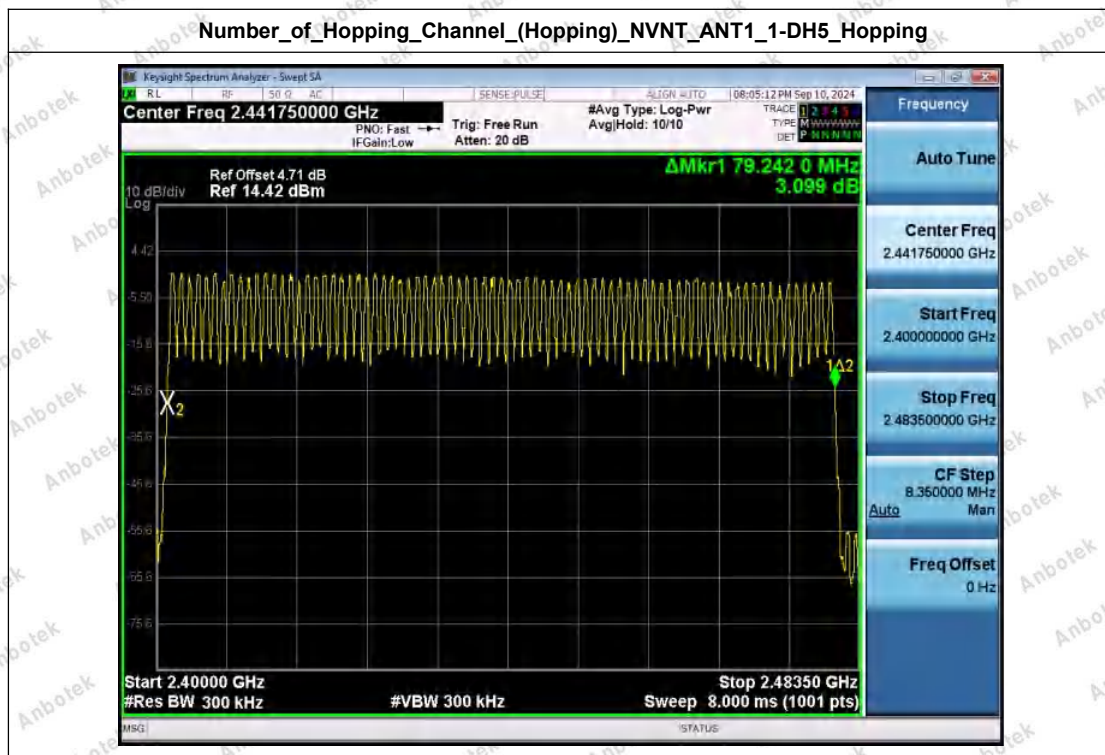 Number_of_Hopping_Channel_(Hopping)_NVNT_ANT1_1-DH5_Hopping
Keysight Spectrum Analyzer - Swept SA
RL RF 50 Ω AC SENSE:PULSE ALIGN AUTO 08:05:12 PM Sep 10, 2024
Center Freq 2.441750000 GHz
PNO: Fast
IFGain:Low
Trig: Free Run
Atten: 20 dB
#Avg Type: Log-Pwr
Avg|Hold: 10/10
TRACE 1 2 3 4 5
TYPE M
DET P N N N N N
Frequency
Auto Tune
Center Freq
2.441750000 GHz
Start Freq
2.400000000 GHz
Stop Freq
2.483500000 GHz
CF Step
8.350000 MHz
Auto Man
Freq Offset
0 Hz
ΔMkr1 79.242 0 MHz
3.099 dB
Ref Offset 4.71 dB
10 dB/div Ref 14.42 dBm
Log
4.42
-5.58
-15.6
-25.6
-35.6
-45.6
-55.6
-65.6
-75.6
1Δ2
2
Start 2.40000 GHz
Stop 2.48350 GHz
#Res BW 300 kHz
#VBW 300 kHz
Sweep 8.000 ms (1001 pts)
MSG STATUS
Anbotek